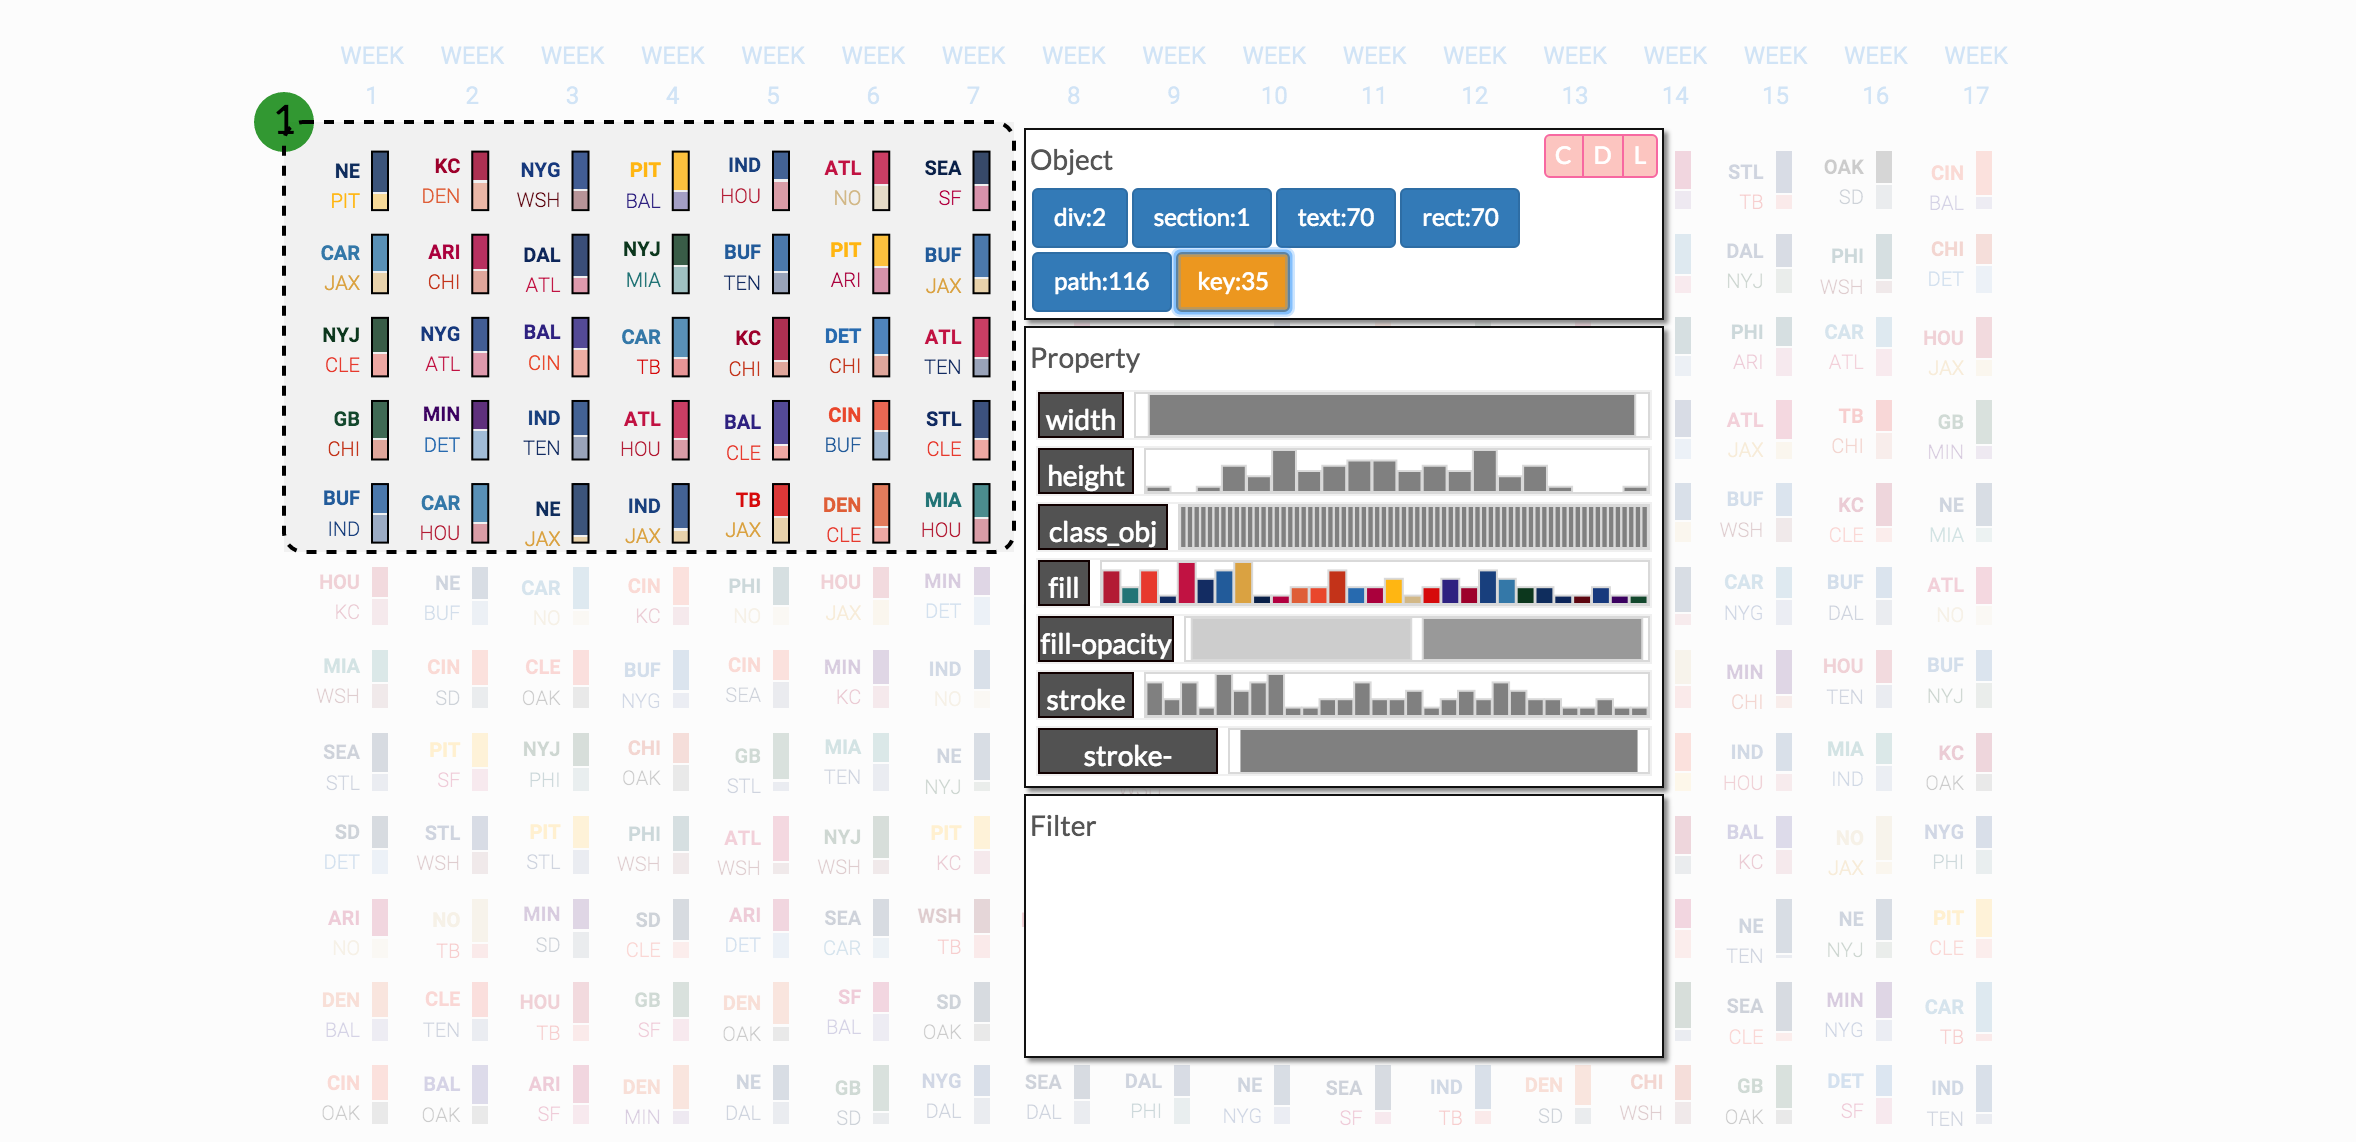 WEEK WEEK WEEK WEEK WEEK WEEK WEEK WEEK WEEK WEEK WEEK WEEK WEEK WEEK WEEK WEEK WEEK
1 2 3 4 5 6 7 8 9 10 11 12 13 14 15 16 17
1
NE KC NYG PIT IND ATL SEA
PIT DEN WSH BAL HOU NO SF
CAR ARI DAL NYJ BUF PIT BUF
JAX CHI ATL MIA TEN ARI JAX
NYJ NYG BAL CAR KC DET ATL
CLE ATL CIN TB CHI CHI TEN
GB MIN IND ATL BAL CIN STL
CHI DET TEN HOU CLE BUF CLE
BUF CAR NE IND TB DEN MIA
IND HOU JAX JAX JAX CLE HOU
HOU NE CAR CIN PHI HOU MIN
KC BUF NO KC NO JAX DET
MIA CIN CLE BUF CIN MIN IND
WSH SD OAK NYG SEA KC NO
SEA PIT NYJ CHI GB MIA NE
STL SF PHI OAK STL TEN NYJ
SD STL PIT PHI ATL NYJ PIT
DET WSH STL WSH WSH WSH KC
ARI NO MIN SD ARI SEA WSH
NO TB SD CLE DET CAR TB
DEN CLE HOU GB DEN SF SD
BAL TEN TB SF OAK BAL OAK
Object
C D L
div:2 section:1 text:70 rect:70
path:116 key:35
Property
width
height
class_obj
fill
fill-opacity
stroke
stroke-
Filter
STL OAK CIN
TB SD BAL
DAL PHI CHI
NYJ WSH DET
PHI CAR HOU
ARI ATL JAX
ATL TB GB
JAX CHI MIN
BUF KC NE
WSH CLE MIA
CAR BUF ATL
NYG DAL NO
MIN HOU BUF
CHI TEN NYJ
IND MIA KC
HOU IND OAK
BAL NO NYG
KC JAX PHI
NE NE PIT
TEN NYJ CLE
SEA MIN CAR
CLE NYG TB
CIN BAL ARI DEN NE GB NYG SEA DAL NE SEA IND DEN CHI GB DET IND
OAK OAK SF MIN DAL SD DAL DAL PHI NYG SF TB SD WSH OAK SF TEN